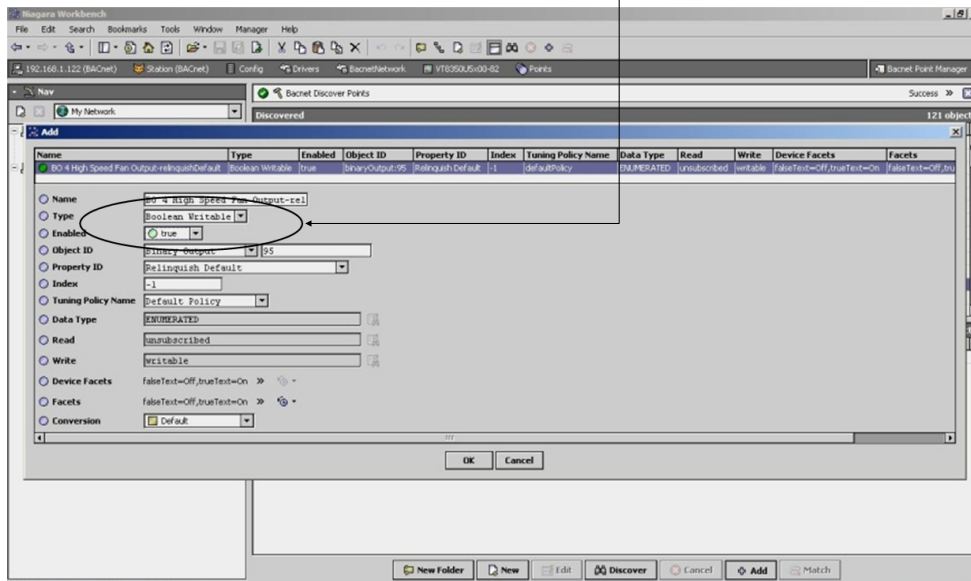 Niagara Workbench
File Edit Search Bookmarks Tools Window Manager Help
192.168.1.122 (BACnet) Station (BACnet) Config Drivers BacnetNetwork VT8350U5x00-82 Points Bacnet Point Manager
Nav Bacnet Discover Points Success »
My Network Discovered 121 object
Add
Name Type Enabled Object ID Property ID Index Tuning Policy Name Data Type Read Write Device Facets Facets
BO 4 High Speed Fan Output-relinquishDefault Boolean Writable true binaryOutput:95 Relinquish Default -1 defaultPolicy ENUMERATED unsubscribed writable falseText=Off,trueText=On falseText=Off,tru
Name BO 4 High Speed Fan Output-rel
Type Boolean Writable
Enabled true
Object ID Binary Output 95
Property ID Relinquish Default
Index -1
Tuning Policy Name Default Policy
Data Type ENUMERATED
Read unsubscribed
Write writable
Device Facets falseText=Off,trueText=On »
Facets falseText=Off,trueText=On »
Conversion Default
OK Cancel
New Folder New Edit Discover Cancel Add Match